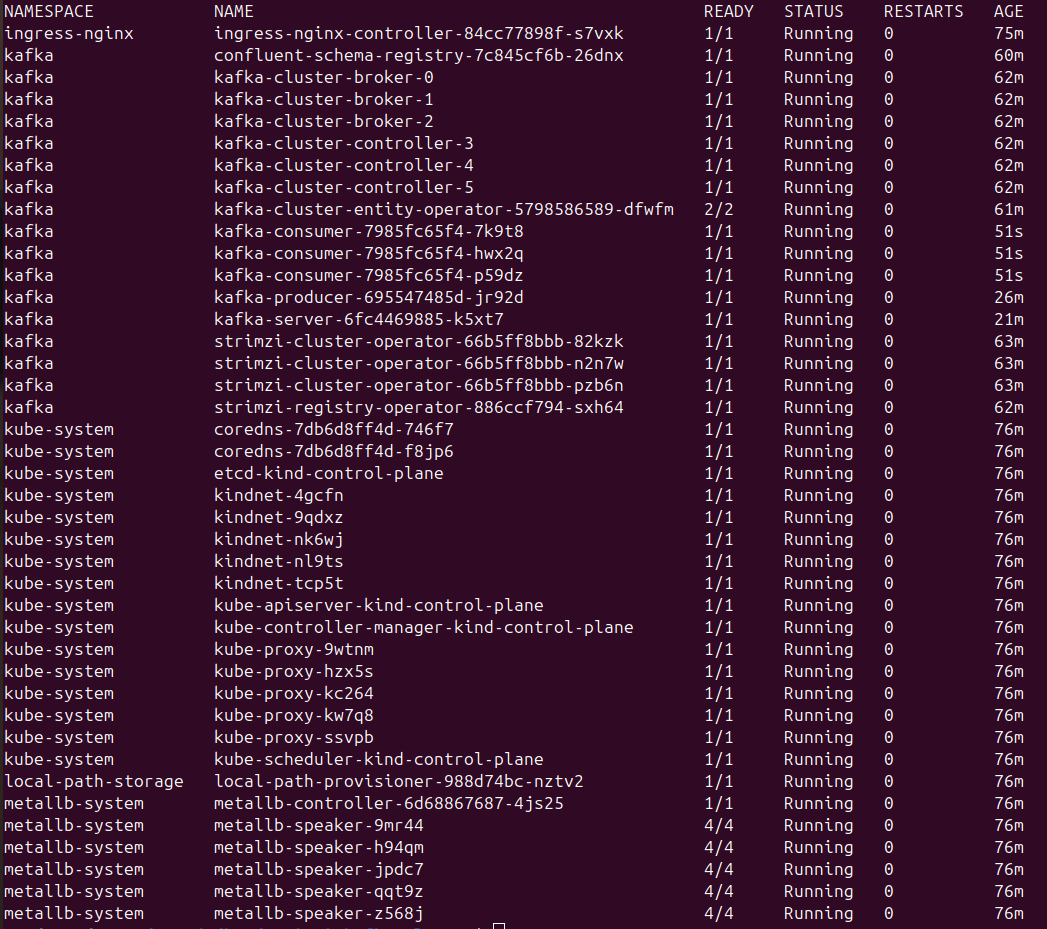 NAMESPACE NAME READY STATUS RESTARTS AGE
ingress-nginx ingress-nginx-controller-84cc77898f-s7vxk 1/1 Running 0 75m
kafka confluent-schema-registry-7c845cf6b-26dnx 1/1 Running 0 60m
kafka kafka-cluster-broker-0 1/1 Running 0 62m
kafka kafka-cluster-broker-1 1/1 Running 0 62m
kafka kafka-cluster-broker-2 1/1 Running 0 62m
kafka kafka-cluster-controller-3 1/1 Running 0 62m
kafka kafka-cluster-controller-4 1/1 Running 0 62m
kafka kafka-cluster-controller-5 1/1 Running 0 62m
kafka kafka-cluster-entity-operator-5798586589-dfwfm 2/2 Running 0 61m
kafka kafka-consumer-7985fc65f4-7k9t8 1/1 Running 0 51s
kafka kafka-consumer-7985fc65f4-hwx2q 1/1 Running 0 51s
kafka kafka-consumer-7985fc65f4-p59dz 1/1 Running 0 51s
kafka kafka-producer-695547485d-jr92d 1/1 Running 0 26m
kafka kafka-server-6fc4469885-k5xt7 1/1 Running 0 21m
kafka strimzi-cluster-operator-66b5ff8bbb-82kzk 1/1 Running 0 63m
kafka strimzi-cluster-operator-66b5ff8bbb-n2n7w 1/1 Running 0 63m
kafka strimzi-cluster-operator-66b5ff8bbb-pzb6n 1/1 Running 0 63m
kafka strimzi-registry-operator-886ccf794-sxh64 1/1 Running 0 62m
kube-system coredns-7db6d8ff4d-746f7 1/1 Running 0 76m
kube-system coredns-7db6d8ff4d-f8jp6 1/1 Running 0 76m
kube-system etcd-kind-control-plane 1/1 Running 0 76m
kube-system kindnet-4gcfn 1/1 Running 0 76m
kube-system kindnet-9qdxz 1/1 Running 0 76m
kube-system kindnet-nk6wj 1/1 Running 0 76m
kube-system kindnet-nl9ts 1/1 Running 0 76m
kube-system kindnet-tcp5t 1/1 Running 0 76m
kube-system kube-apiserver-kind-control-plane 1/1 Running 0 76m
kube-system kube-controller-manager-kind-control-plane 1/1 Running 0 76m
kube-system kube-proxy-9wtnm 1/1 Running 0 76m
kube-system kube-proxy-hzx5s 1/1 Running 0 76m
kube-system kube-proxy-kc264 1/1 Running 0 76m
kube-system kube-proxy-kw7q8 1/1 Running 0 76m
kube-system kube-proxy-ssvpb 1/1 Running 0 76m
kube-system kube-scheduler-kind-control-plane 1/1 Running 0 76m
local-path-storage local-path-provisioner-988d74bc-nztv2 1/1 Running 0 76m
metallb-system metallb-controller-6d68867687-4js25 1/1 Running 0 76m
metallb-system metallb-speaker-9mr44 4/4 Running 0 76m
metallb-system metallb-speaker-h94qm 4/4 Running 0 76m
metallb-system metallb-speaker-jpdc7 4/4 Running 0 76m
metallb-system metallb-speaker-qqt9z 4/4 Running 0 76m
metallb-system metallb-speaker-z568j 4/4 Running 0 76m